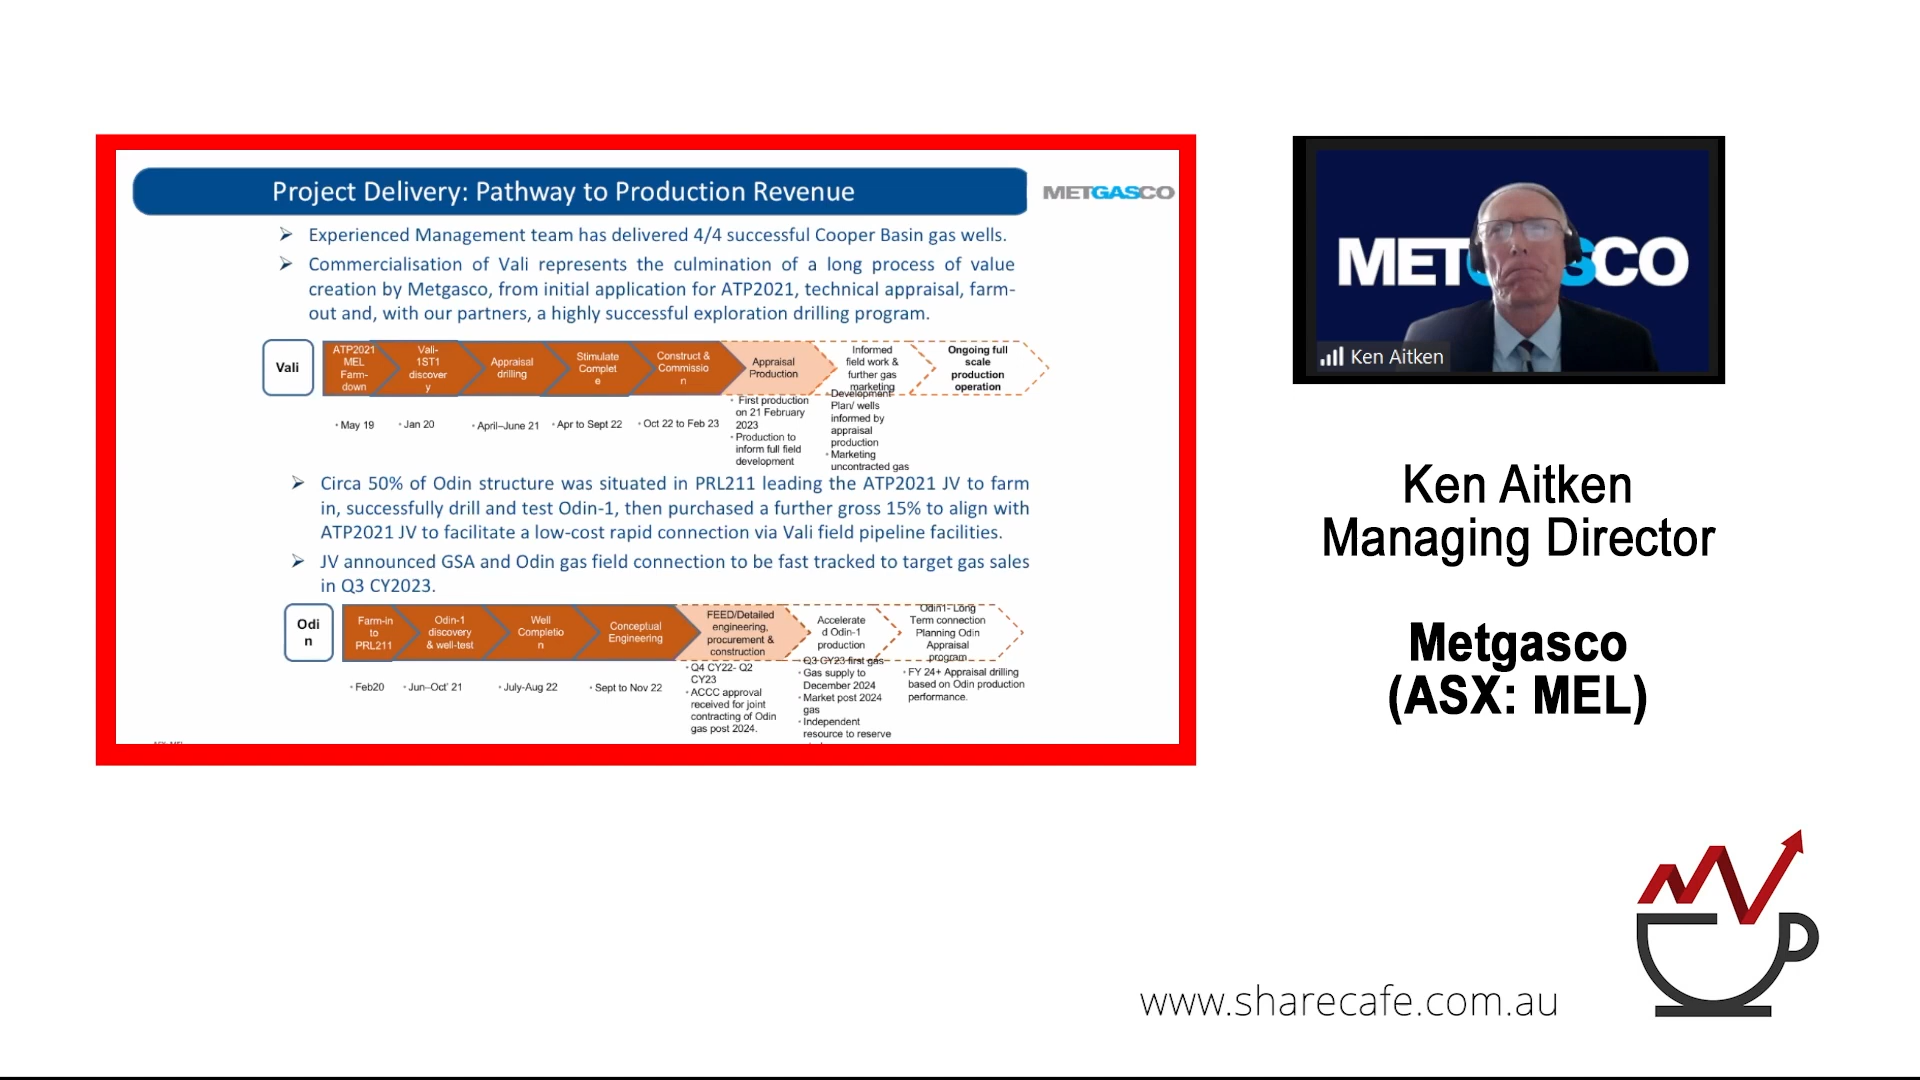 Project Delivery: Pathway to Production Revenue
METGASCO
➢ Experienced Management team has delivered 4/4 successful Cooper Basin gas wells.
➢ Commercialisation of Vali represents the culmination of a long process of value
creation by Metgasco, from initial application for ATP2021, technical appraisal, farm-
out and, with our partners, a highly successful exploration drilling program.
Vali
ATP2021
MEL
Farm-
down
Vali-
1ST1
discover
y
Appraisal
drilling
Stimulate
Complet
e
Construct &
Commissio
n
Appraisal
Production
Informed
field work &
further gas
marketing
Ongoing full
scale
production
operation
• May 19
• Jan 20
• April–June 21
• Apr to Sept 22
• Oct 22 to Feb 23
• First production
on 21 February
2023
• Production to
inform full field
development
Development
Plan/ wells
informed by
appraisal
production
• Marketing
uncontracted gas
➢ Circa 50% of Odin structure was situated in PRL211 leading the ATP2021 JV to farm
in, successfully drill and test Odin-1, then purchased a further gross 15% to align with
ATP2021 JV to facilitate a low-cost rapid connection via Vali field pipeline facilities.
➢ JV announced GSA and Odin gas field connection to be fast tracked to target gas sales
in Q3 CY2023.
Odi
n
Farm-in
to
PRL211
Odin-1
discovery
& well-test
Well
Completio
n
Conceptual
Engineering
FEED/Detailed
engineering,
procurement &
construction
Accelerate
d Odin-1
production
Odin1- Long
Term connection
Planning Odin
Appraisal
program
• Feb20
• Jun–Oct' 21
• July-Aug 22
• Sept to Nov 22
• Q4 CY22- Q2
CY23
• ACCC approval
received for joint
contracting of Odin
gas post 2024.
• Q3 CY23 first gas
• Gas supply to
December 2024
• Market post 2024
gas
• Independent
resource to reserve
• FY 24+ Appraisal drilling
based on Odin production
performance.
Ken Aitken
Ken Aitken
Managing Director
Metgasco
(ASX: MEL)
www.sharecafe.com.au